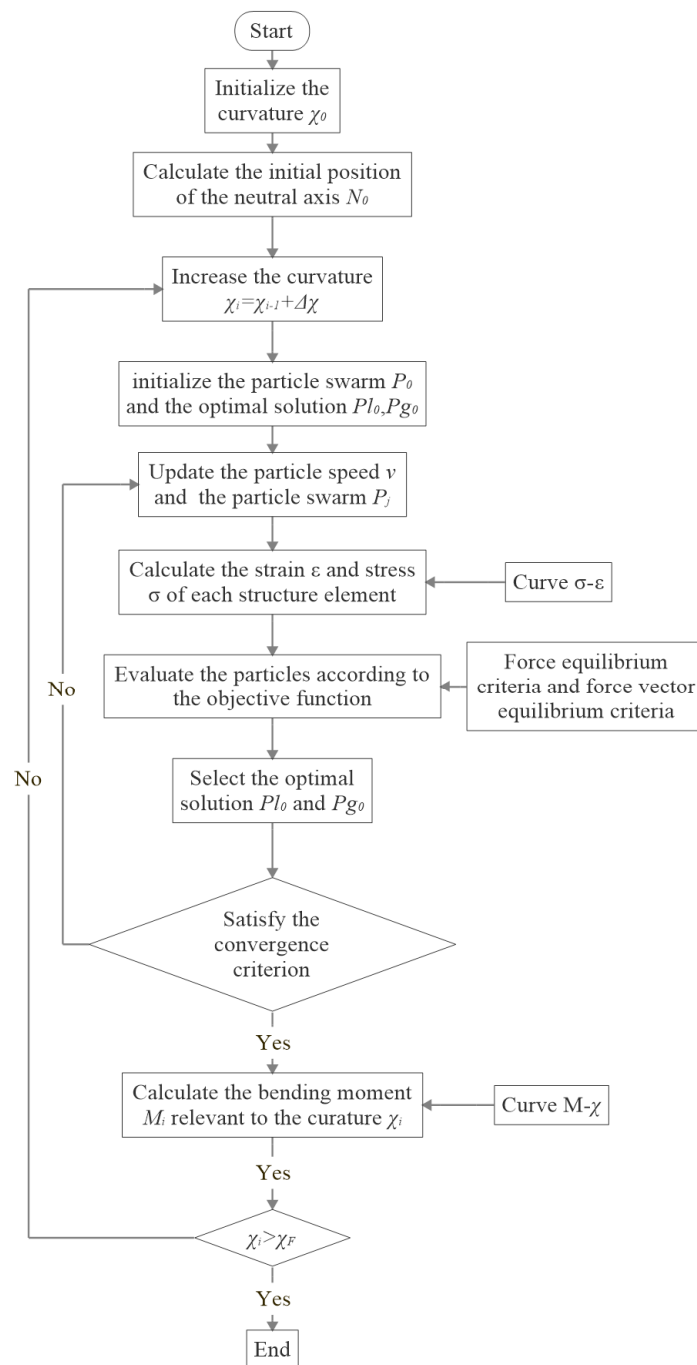 Start
Initialize the
curvature χ₀
Calculate the initial position
of the neutral axis N₀
Increase the curvature
χᵢ=χᵢ₋₁+Δχ
initialize the particle swarm P₀
and the optimal solution Pl₀,Pg₀
Update the particle speed v
and the particle swarm Pⱼ
Calculate the strain ε and stress
σ of each structure element
Curve σ-ε
Evaluate the particles according to
the objective function
Force equilibrium
criteria and force vector
equilibrium criteria
No
Select the optimal
solution Pl₀ and Pg₀
No
Satisfy the
convergence
criterion
Yes
Calculate the bending moment
Mᵢ relevant to the curature χᵢ
Curve M-χ
Yes
χᵢ>χF
Yes
End